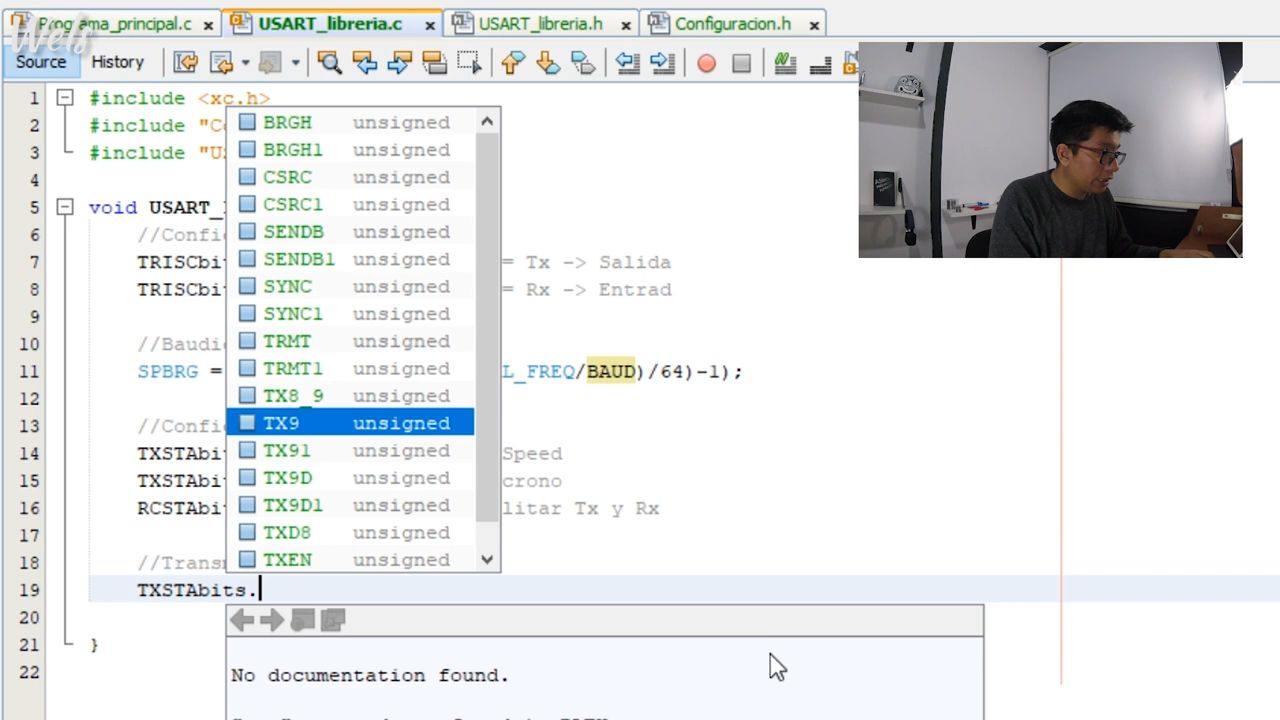 Programa_principal.c × USART_libreria.c × USART_libreria.h × Configuracion.h ×
Wels
Source History
1 #include <xc.h>
2 #include "Co
3 #include "U
4
5 void USART_
6 //Confi
7 TRISCbi = Tx -> Salida
8 TRISCbi = Rx -> Entrad
9
10 //Baudi
11 SPBRG = L_FREQ/BAUD)/64)-1);
12
13 //Confi
14 TXSTAbi Speed
15 TXSTAbi crono
16 RCSTAbi litar Tx y Rx
17
18 //Trans
19 TXSTAbits.
20
21 }
22
BRGH unsigned
BRGH1 unsigned
CSRC unsigned
CSRC1 unsigned
SENDB unsigned
SENDB1 unsigned
SYNC unsigned
SYNC1 unsigned
TRMT unsigned
TRMT1 unsigned
TX8_9 unsigned
TX9 unsigned
TX91 unsigned
TX9D unsigned
TX9D1 unsigned
TXD8 unsigned
TXEN unsigned
No documentation found.